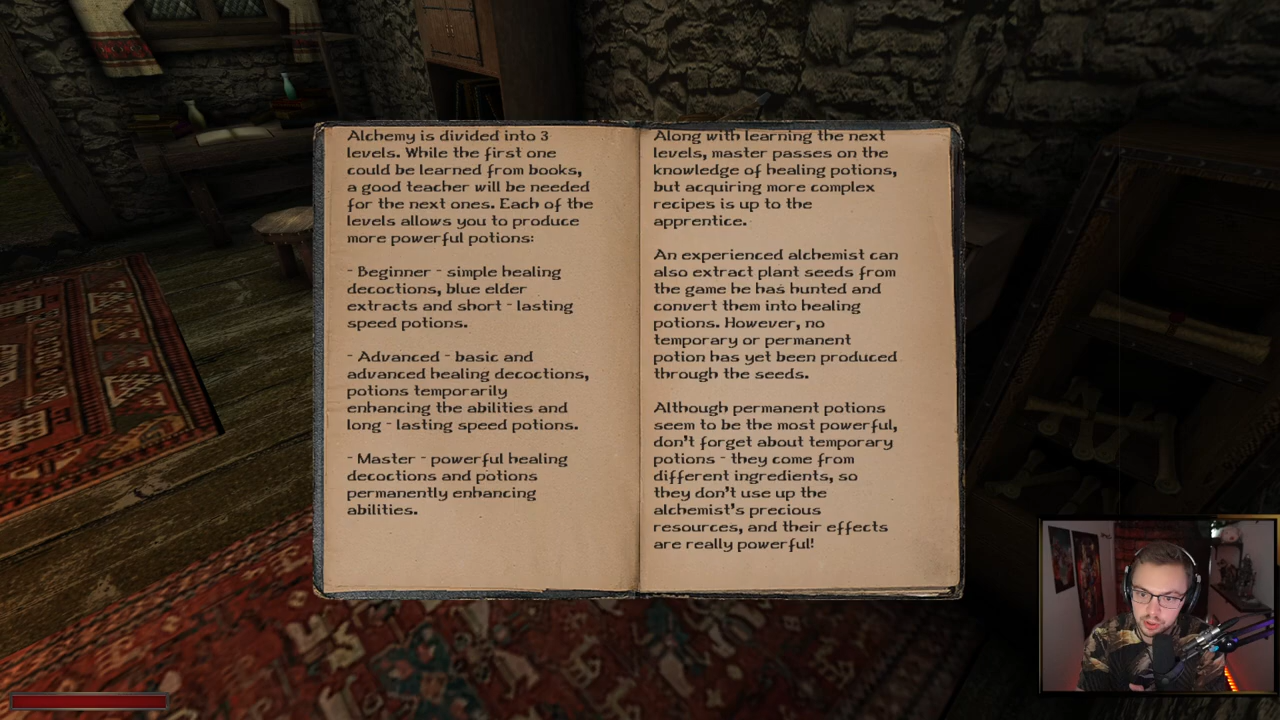 Alchemy is divided into 3
levels. While the first one
could be learned from books,
a good teacher will be needed
for the next ones. Each of the
levels allows you to produce
more powerful potions:
- Beginner - simple healing
decoctions, blue elder
extracts and short - lasting
speed potions.
- Advanced - basic and
advanced healing decoctions,
potions temporarily
enhancing the abilities and
long - lasting speed potions.
- Master - powerful healing
decoctions and potions
permanently enhancing
abilities.
Along with learning the next
levels, master passes on the
knowledge of healing potions,
but acquiring more complex
recipes is up to the
apprentice.
An experienced alchemist can
also extract plant seeds from
the game he has hunted and
convert them into healing
potions. However, no
temporary or permanent
potion has yet been produced
through the seeds.
Although permanent potions
seem to be the most powerful,
don't forget about temporary
potions - they come from
different ingredients, so
they don't use up the
alchemist's precious
resources, and their effects
are really powerful!